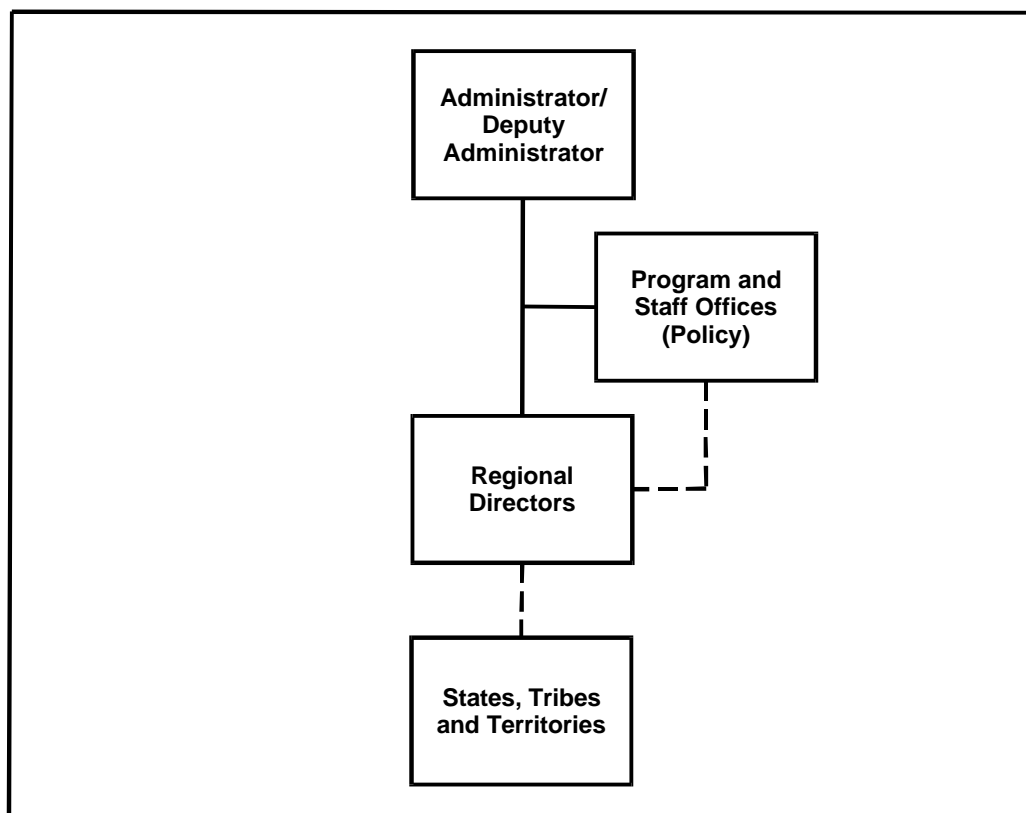 Administrator/
Deputy
Administrator
Program and
Staff Offices
(Policy)
Regional
Directors
States, Tribes
and Territories